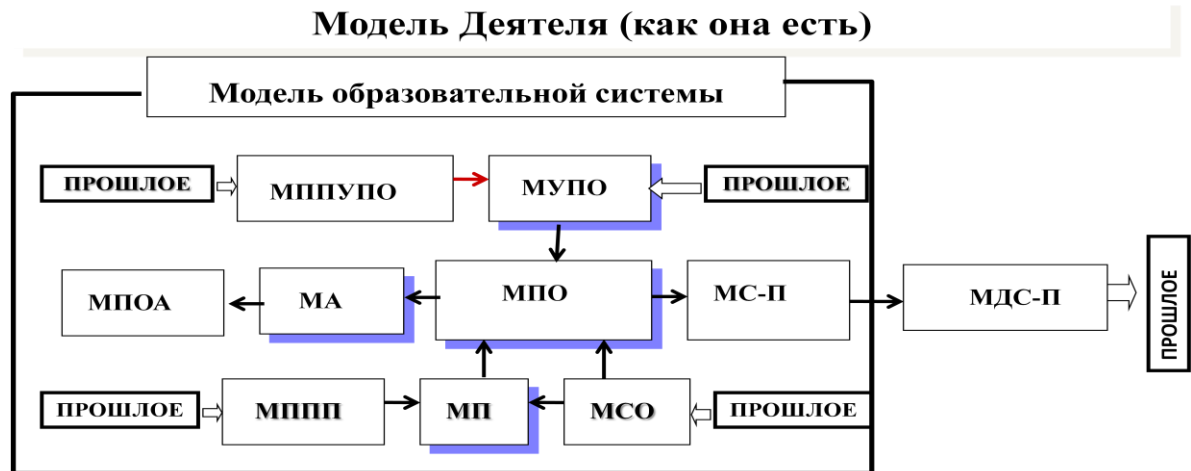 Модель Деятеля (как она есть)
Модель образовательной системы
ПРОШЛОЕ
МППУПО
МУПО
ПРОШЛОЕ
МПОА
МА
МПО
МС-П
МДС-П
ПРОШЛОЕ
ПРОШЛОЕ
МППП
МП
МСО
ПРОШЛОЕ